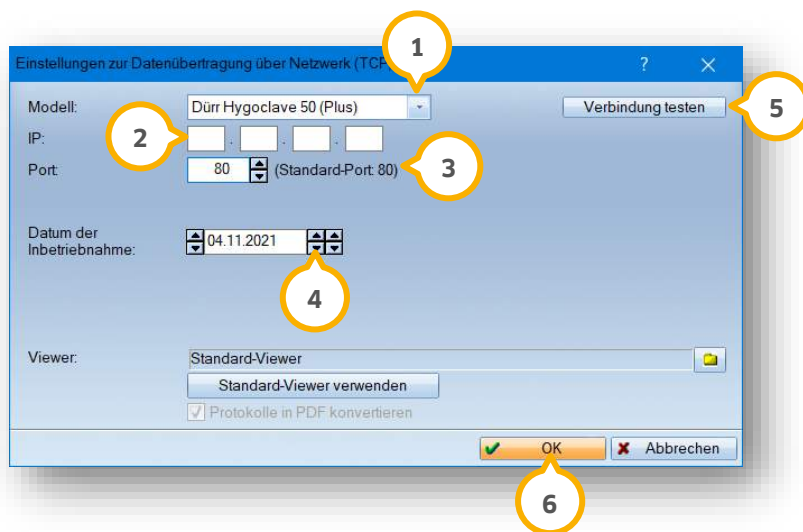 1
Einstellungen zur Datenübertragung über Netzwerk (TCP
?
Modell:
Dürr Hygoclave 50 (Plus)
Verbindung testen
5
IP:
2
. . .
Port:
80
(Standard-Port: 80)
3
Datum der
Inbetriebnahme:
04.11.2021
4
Viewer:
Standard-Viewer
Standard-Viewer verwenden
Protokolle in PDF konvertieren
OK
Abbrechen
6